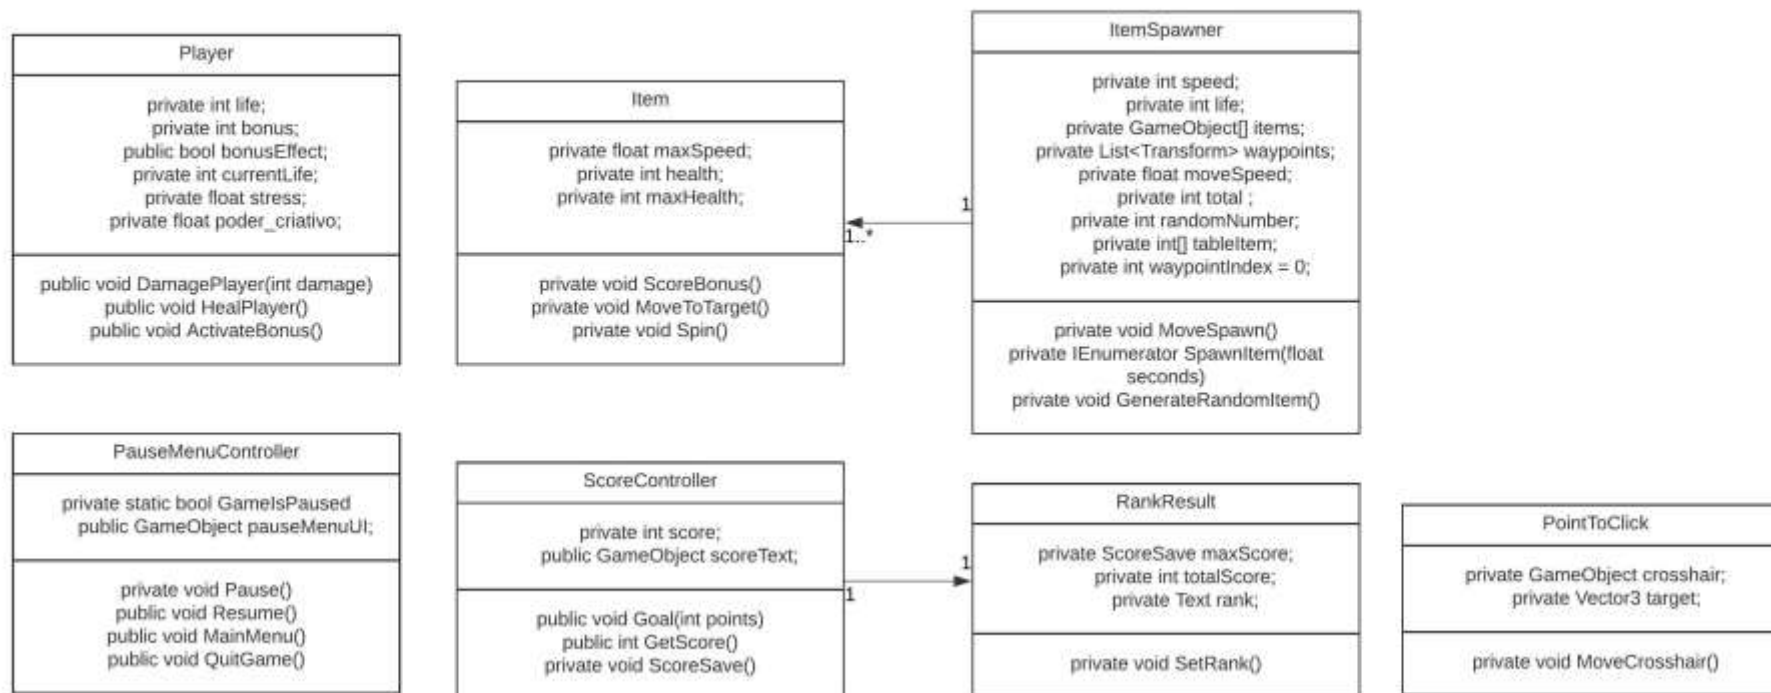 Player
private int life;
private int bonus;
public bool bonusEffect;
private int currentLife;
private float stress;
private float poder_criativo;
public void DamagePlayer(int damage)
public void HealPlayer()
public void ActivateBonus()
Item
private float maxSpeed;
private int health;
private int maxHealth;
private void ScoreBonus()
private void MoveToTarget()
private void Spin()
1..*
1
ItemSpawner
private int speed;
private int life;
private GameObject[] items;
private List<Transform> waypoints;
private float moveSpeed;
private int total ;
private int randomNumber;
private int[] tableItem;
private int waypointIndex = 0;
private void MoveSpawn()
private IEnumerator SpawnItem(float
seconds)
private void GenerateRandomItem()
PauseMenuController
private static bool GameIsPaused
public GameObject pauseMenuUI;
private void Pause()
public void Resume()
public void MainMenu()
public void QuitGame()
ScoreController
private int score;
public GameObject scoreText;
public void Goal(int points)
public int GetScore()
private void ScoreSave()
1
1
RankResult
private ScoreSave maxScore;
private int totalScore;
private Text rank;
private void SetRank()
PointToClick
private GameObject crosshair;
private Vector3 target;
private void MoveCrosshair()